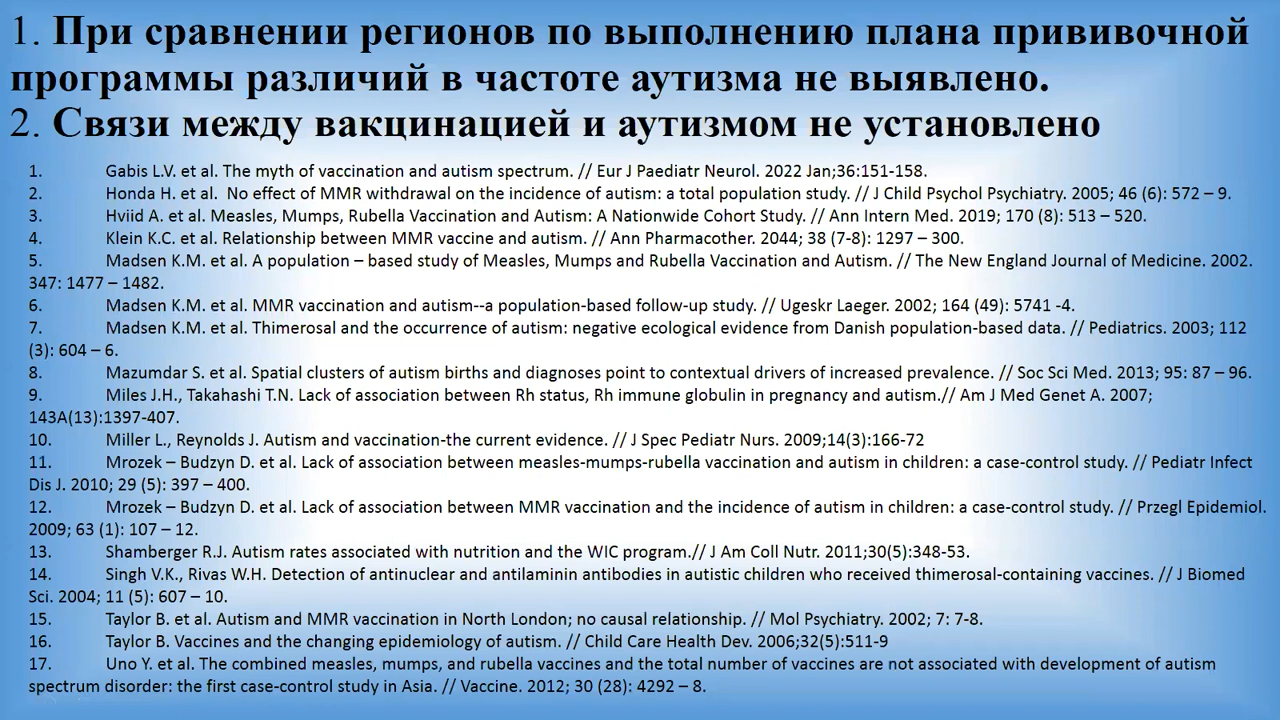 1. При сравнении регионов по выполнению плана прививочной
программы различий в частоте аутизма не выявлено.
2. Связи между вакцинацией и аутизмом не установлено
1. Gabis L.V. et al. The myth of vaccination and autism spectrum. // Eur J Paediatr Neurol. 2022 Jan;36:151-158.
2. Honda H. et al. No effect of MMR withdrawal on the incidence of autism: a total population study. // J Child Psychol Psychiatry. 2005; 46 (6): 572 – 9.
3. Hviid A. et al. Measles, Mumps, Rubella Vaccination and Autism: A Nationwide Cohort Study. // Ann Intern Med. 2019; 170 (8): 513 – 520.
4. Klein K.C. et al. Relationship between MMR vaccine and autism. // Ann Pharmacother. 2044; 38 (7-8): 1297 – 300.
5. Madsen K.M. et al. A population – based study of Measles, Mumps and Rubella Vaccination and Autism. // The New England Journal of Medicine. 2002.
347: 1477 – 1482.
6. Madsen K.M. et al. MMR vaccination and autism--a population-based follow-up study. // Ugeskr Laeger. 2002; 164 (49): 5741 -4.
7. Madsen K.M. et al. Thimerosal and the occurrence of autism: negative ecological evidence from Danish population-based data. // Pediatrics. 2003; 112
(3): 604 – 6.
8. Mazumdar S. et al. Spatial clusters of autism births and diagnoses point to contextual drivers of increased prevalence. // Soc Sci Med. 2013; 95: 87 – 96.
9. Miles J.H., Takahashi T.N. Lack of association between Rh status, Rh immune globulin in pregnancy and autism.// Am J Med Genet A. 2007;
143A(13):1397-407.
10. Miller L., Reynolds J. Autism and vaccination-the current evidence. // J Spec Pediatr Nurs. 2009;14(3):166-72
11. Mrozek – Budzyn D. et al. Lack of association between measles-mumps-rubella vaccination and autism in children: a case-control study. // Pediatr Infect
Dis J. 2010; 29 (5): 397 – 400.
12. Mrozek – Budzyn D. et al. Lack of association between MMR vaccination and the incidence of autism in children: a case-control study. // Przegl Epidemiol.
2009; 63 (1): 107 – 12.
13. Shamberger R.J. Autism rates associated with nutrition and the WIC program.// J Am Coll Nutr. 2011;30(5):348-53.
14. Singh V.K., Rivas W.H. Detection of antinuclear and antilaminin antibodies in autistic children who received thimerosal-containing vaccines. // J Biomed
Sci. 2004; 11 (5): 607 – 10.
15. Taylor B. et al. Autism and MMR vaccination in North London; no causal relationship. // Mol Psychiatry. 2002; 7: 7-8.
16. Taylor B. Vaccines and the changing epidemiology of autism. // Child Care Health Dev. 2006;32(5):511-9
17. Uno Y. et al. The combined measles, mumps, and rubella vaccines and the total number of vaccines are not associated with development of autism
spectrum disorder: the first case-control study in Asia. // Vaccine. 2012; 30 (28): 4292 – 8.